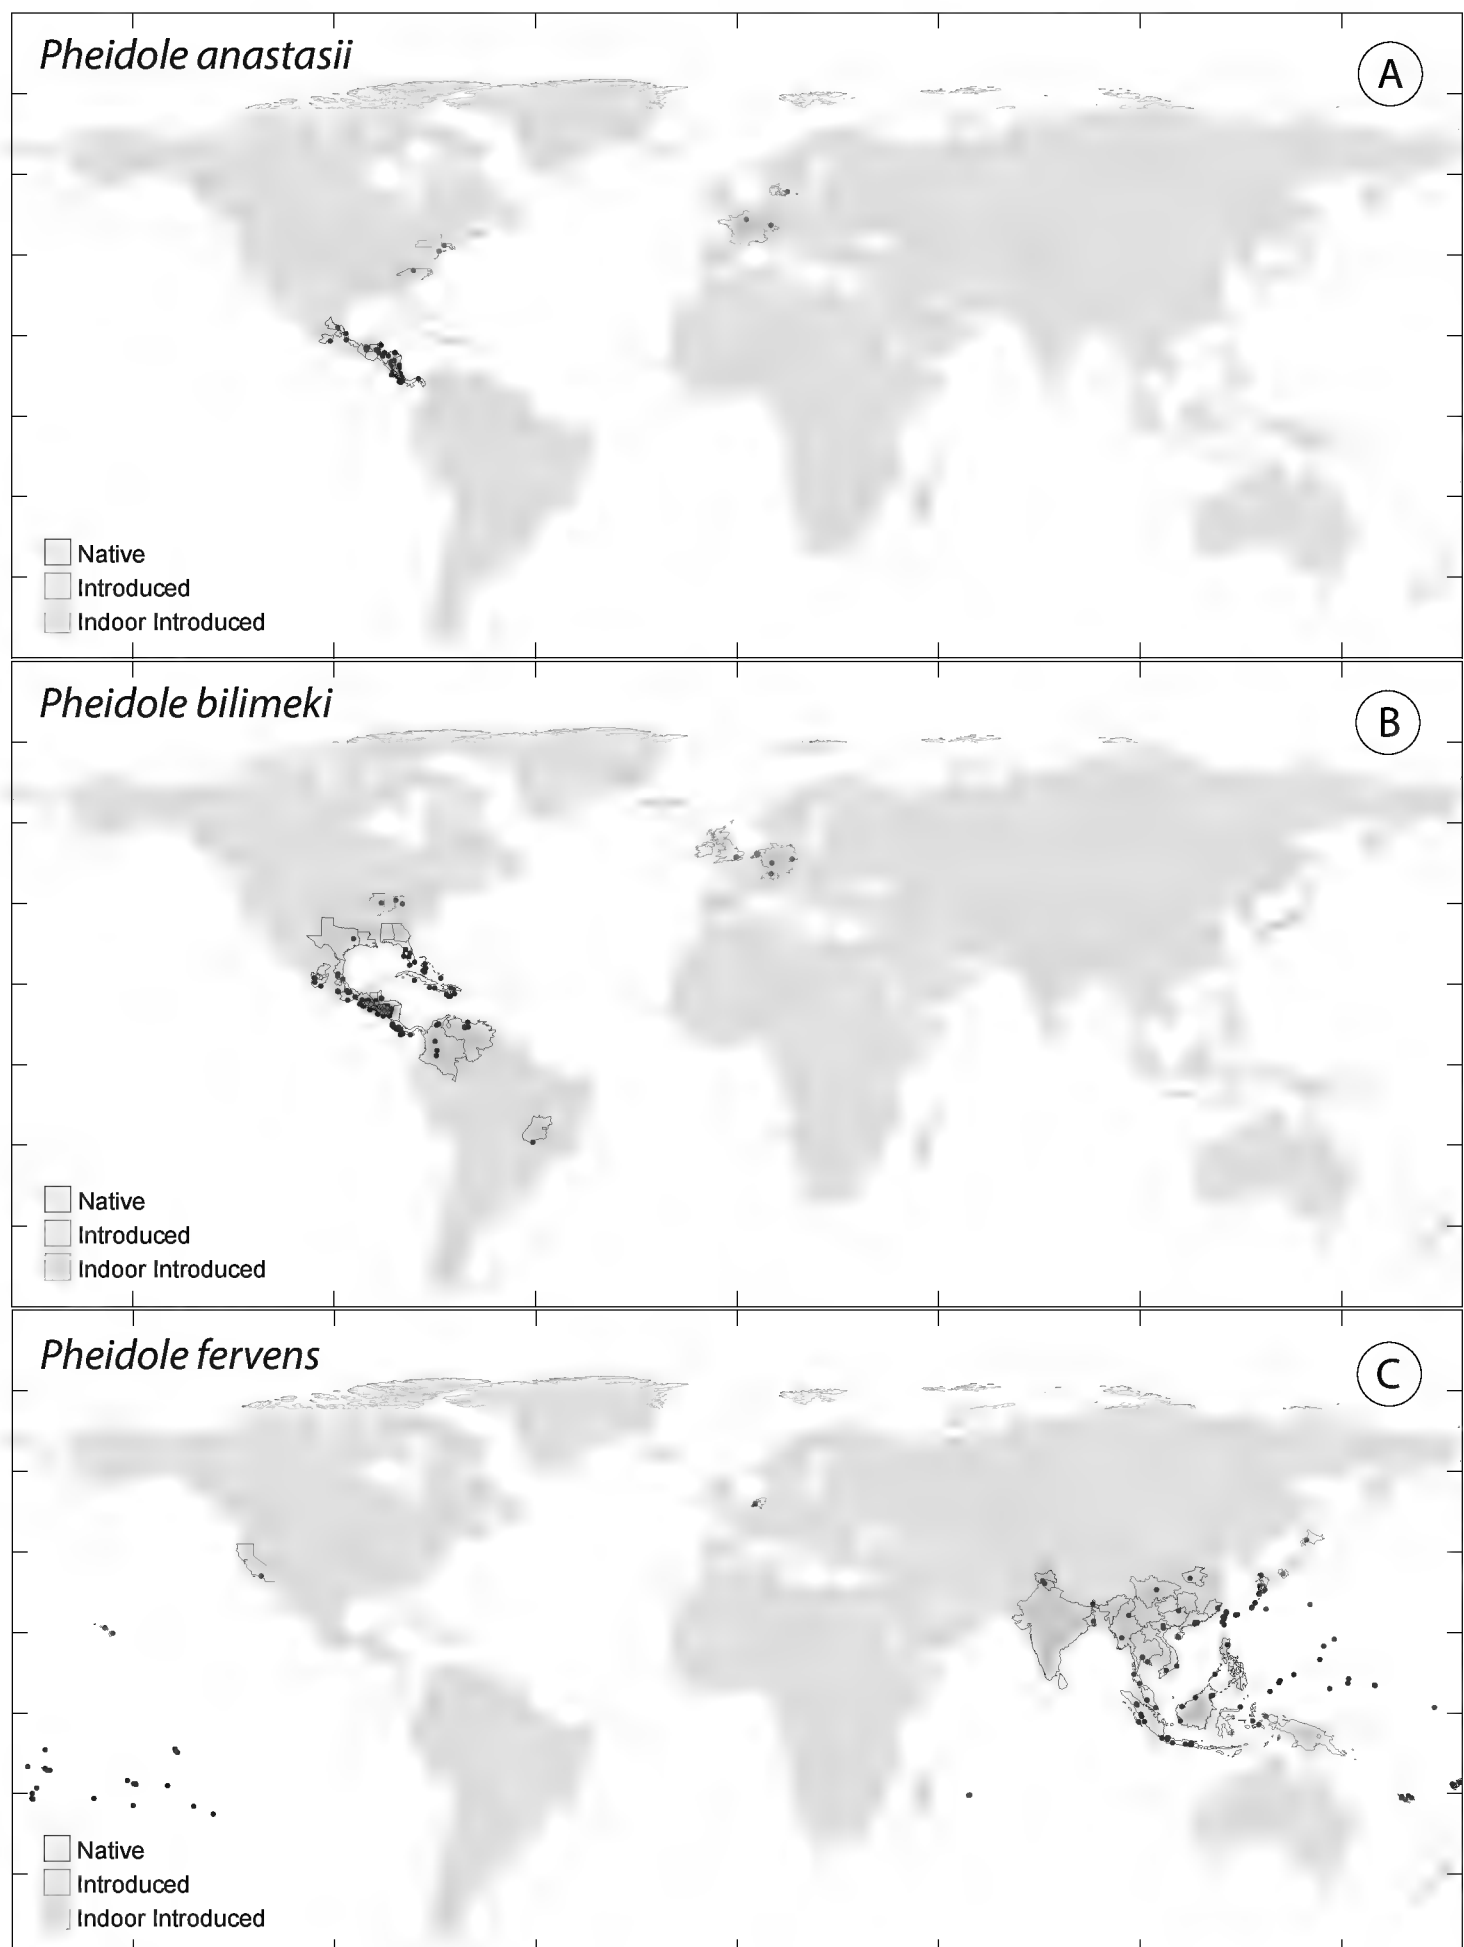 Pheidole anastasii
A
Native
Introduced
Indoor Introduced
Pheidole bilimeki
B
Native
Introduced
Indoor Introduced
Pheidole fervens
C
Native
Introduced
Indoor Introduced